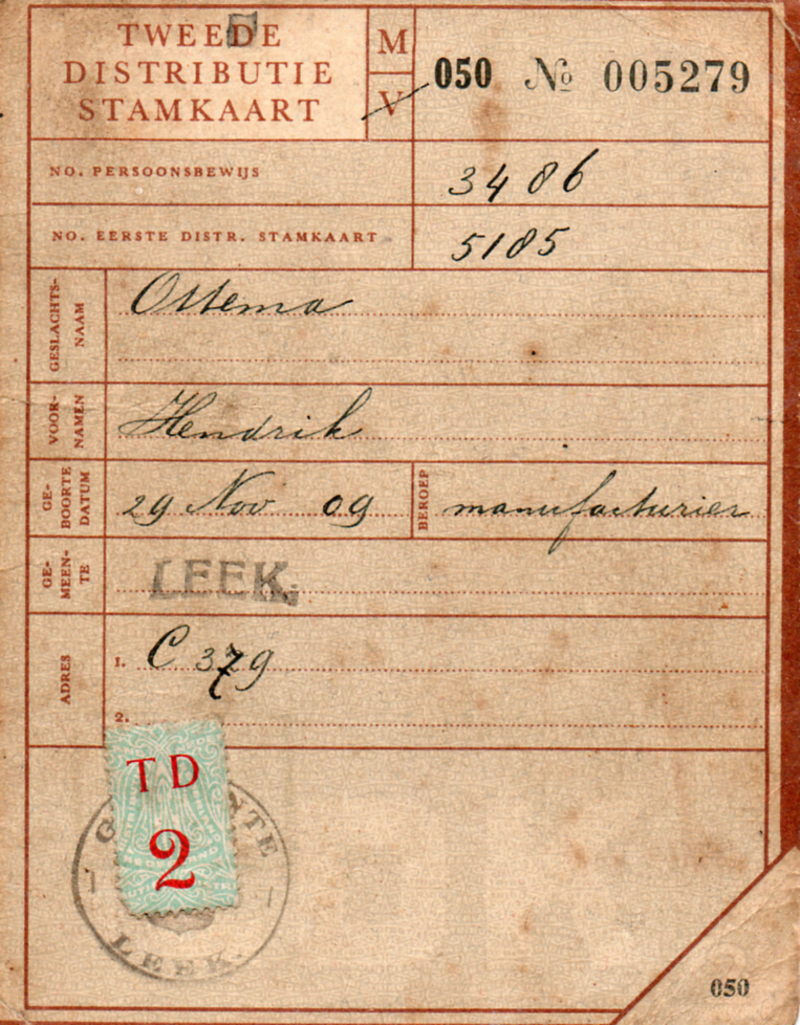 TWEEDE
DISTRIBUTIE
STAMKAART
M
V
050 № 005279
NO. PERSOONSBEWIJS 3486
NO. EERSTE DISTR. STAMKAART 5185
GESLACHTS-
NAAM
Ottema
VOOR-
NAMEN
Hendrik
GE-
BOORTE
DATUM
29 Nov 09
BEROEP
manufacturier
GE-
MEEN-
TE
LEEK.
ADRES
1. C 379
2.
TD
2
LEEK.
050